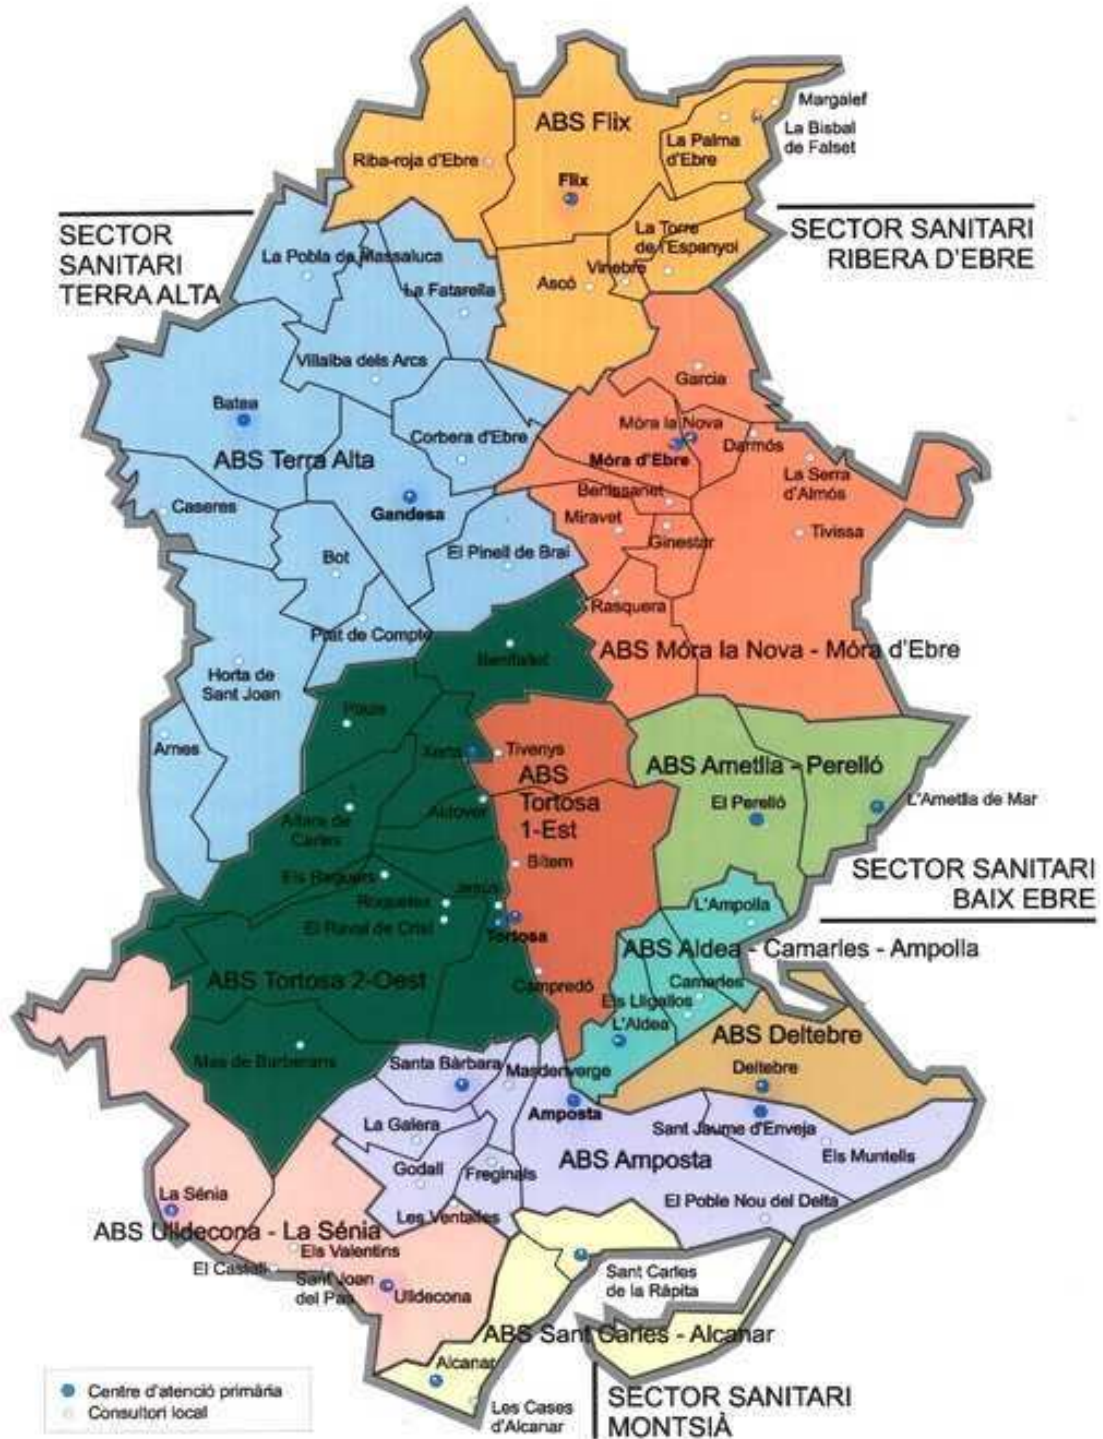 Margalef
La Bisbal
de Falset
ABS Flix
La Palma
d'Ebre
Riba-roja d'Ebre
Flix
SECTOR
SANITARI
TERRA ALTA
SECTOR SANITARI
RIBERA D'EBRE
La Torre
de l'Espanyol
La Pobla de Massaluca
Vinebre
Ascó
La Fatarella
Villalba dels Arcs
Garcia
Batea
Móra la Nova
Corbera d'Ebre
Darmós
Móra d'Ebre
ABS Terra Alta
La Serra
d'Almós
Benissanet
Caseres
Gandesa
Miravet
Tivissa
Ginestar
Bot
El Pinell de Brai
Rasquera
Prat de Compte
ABS Móra la Nova - Móra d'Ebre
Benifallet
Horta de
Sant Joan
Paüls
Arnes
Xerta
Tivenys
ABS
Tortosa
1-Est
ABS Ametlla - Perelló
El Perelló
L'Ametlla de Mar
Aldover
Alfara de
Carles
Bítem
SECTOR SANITARI
BAIX EBRE
Els Reguers
Jesús
Roquetes
L'Ampolla
El Raval de Crist
Tortosa
ABS Aldea - Camarles - Ampolla
ABS Tortosa 2-Oest
Campredó
Camarles
Els Lligallos
L'Aldea
ABS Deltebre
Mas de Barberans
Santa Bàrbara
Masdenverge
Deltebre
Amposta
La Galera
Sant Jaume d'Enveja
Els Muntells
Godall
Freginals
ABS Amposta
La Sénia
El Poble Nou del Delta
Les Ventalles
ABS Ulldecona - La Sénia
Els Valentins
El Castell
Sant Joan
del Pas
Ulldecona
Sant Carles
de la Ràpita
ABS Sant Carles - Alcanar
Alcanar
Centre d'atenció primària
Consultori local
Les Cases
d'Alcanar
SECTOR SANITARI
MONTSIÀ